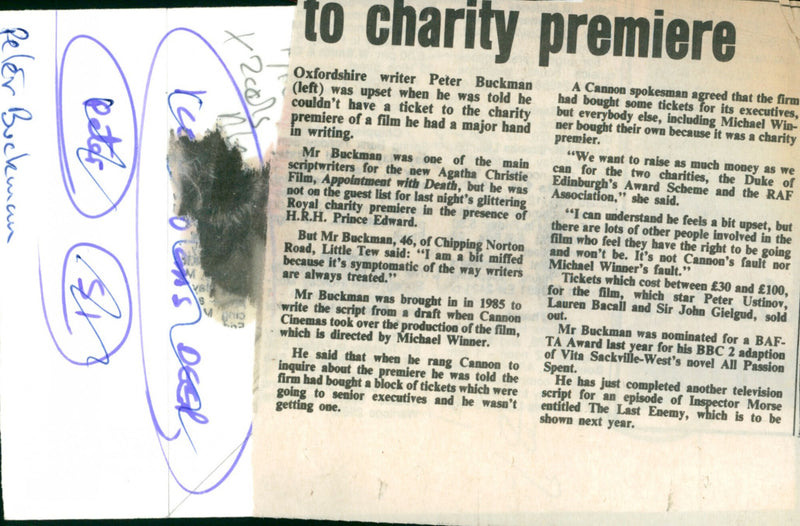 Peter Buckman
to charity premiere
Oxfordshire writer Peter Buckman
(left) was upset when he was told he
couldn't have a ticket to the charity
premiere of a film he had a major hand
in writing.
Mr Buckman was one of the main
scriptwriters for the new Agatha Christie
Film, Appointment with Death, but he was
not on the guest list for last night's glittering
Royal charity premiere in the presence of
H.R.H. Prince Edward.
But Mr Buckman, 46, of Chipping Norton
Road, Little Tew said: “I am a bit miffed
because it's symptomatic of the way writers
are always treated.”
Mr Buckman was brought in in 1985 to
write the script from a draft when Cannon
Cinemas took over the production of the film,
which is directed by Michael Winner.
He said that when he rang Cannon to
inquire about the premiere he was told the
firm had bought a block of tickets which were
going to senior executives and he wasn't
getting one.
A Cannon spokesman agreed that the firm
had bought some tickets for its executives,
but everybody else, including Michael Win-
ner bought their own because it was a charity
premier.
“We want to raise as much money as we
can for the two charities, the Duke of
Edinburgh's Award Scheme and the RAF
Association,” she said.
“I can understand he feels a bit upset, but
there are lots of other people involved in the
film who feel they have the right to be going
and won't be. It's not Cannon's fault nor
Michael Winner's fault.”
Tickets which cost between £30 and £100,
for the film, which star Peter Ustinov,
Lauren Bacall and Sir John Gielgud, sold
out.
Mr Buckman was nominated for a BAF-
TA Award last year for his BBC 2 adaption
of Vita Sackville-West's novel All Passion
Spent.
He has just completed another television
script for an episode of Inspector Morse
entitled The Last Enemy, which is to be
shown next year.